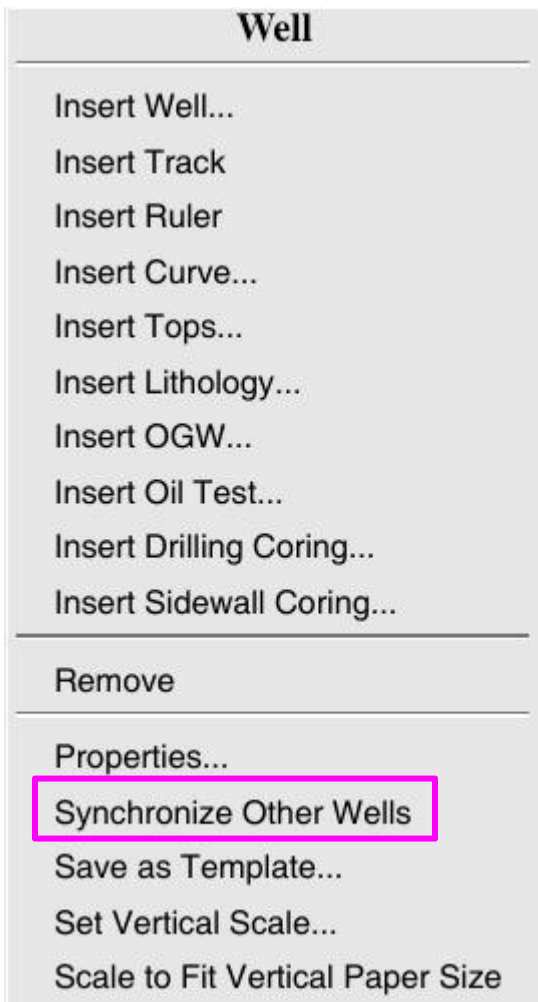 Well
Insert Well...
Insert Track
Insert Ruler
Insert Curve...
Insert Tops...
Insert Lithology...
Insert OGW...
Insert Oil Test...
Insert Drilling Coring...
Insert Sidewall Coring...
Remove
Properties...
Synchronize Other Wells
Save as Template...
Set Vertical Scale...
Scale to Fit Vertical Paper Size